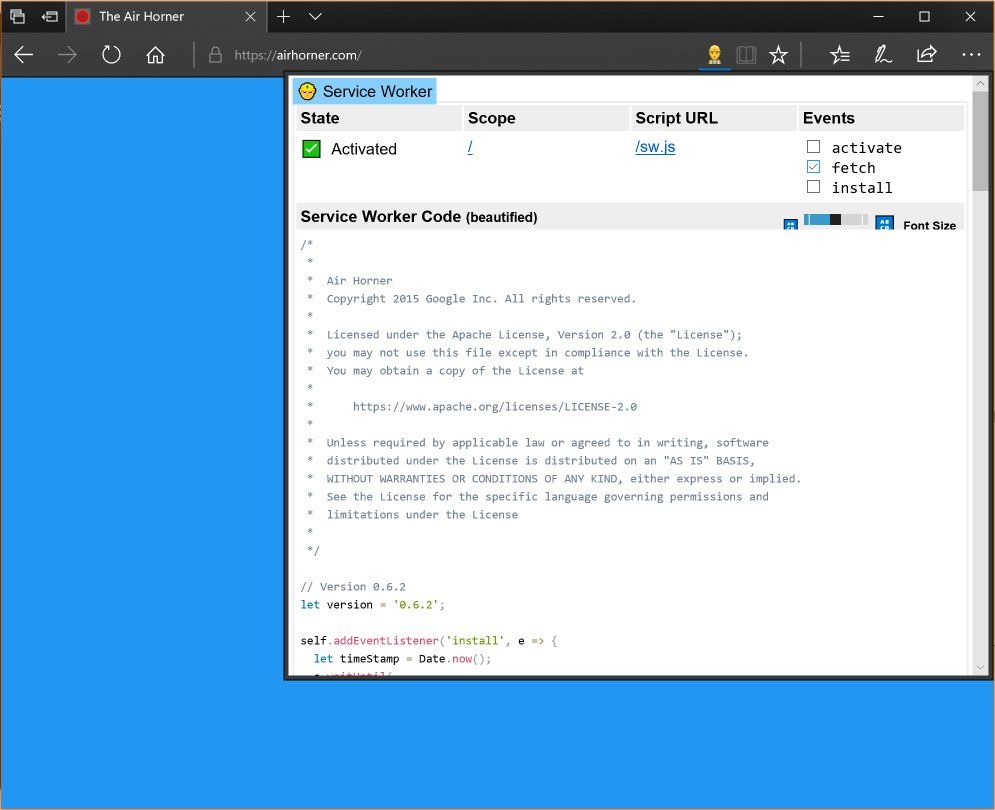 The Air Horner
https://airhorner.com/
Service Worker
State Scope Script URL Events
Activated / /sw.js activate
fetch
install
Service Worker Code (beautified) Font Size
/*
*
* Air Horner
* Copyright 2015 Google Inc. All rights reserved.
*
* Licensed under the Apache License, Version 2.0 (the "License");
* you may not use this file except in compliance with the License.
* You may obtain a copy of the License at
*
* https://www.apache.org/licenses/LICENSE-2.0
*
* Unless required by applicable law or agreed to in writing, software
* distributed under the License is distributed on an "AS IS" BASIS,
* WITHOUT WARRANTIES OR CONDITIONS OF ANY KIND, either express or implied.
* See the License for the specific language governing permissions and
* limitations under the License
*
*/
// Version 0.6.2
let version = '0.6.2';
self.addEventListener('install', e => {
let timeStamp = Date.now();
e.waitUntil(